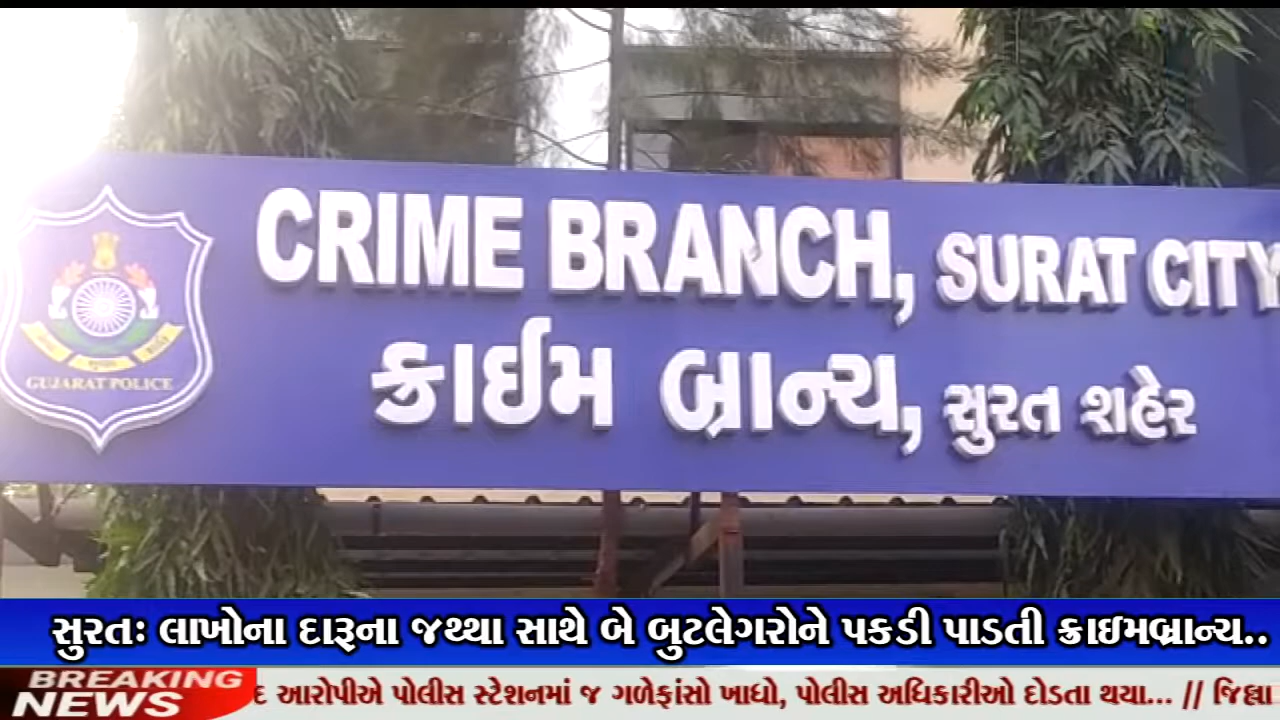 CRIME BRANCH, SURAT CITY
ક્રાઈમ બ્રાન્ચ, સુરત શહેર
GUJARAT POLICE
સુરતઃ લાખોના દારૂના જથ્થા સાથે બે બુટલેગરોને પકડી પાડતી ક્રાઇમબ્રાન્ચ..
BREAKING NEWS
દ આરોપીએ પોલીસ સ્ટેશનમાં જ ગળેફાંસો ખાધો, પોલીસ અધિકારીઓ દોડતા થયા... // જિલ્લા